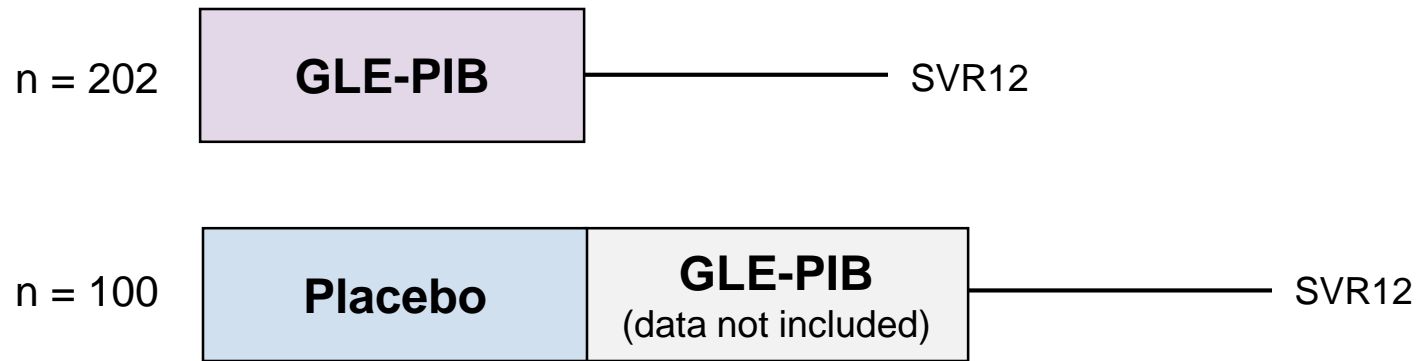 n = 202 GLE-PIB SVR12
n = 100 Placebo GLE-PIB SVR12
(data not included)